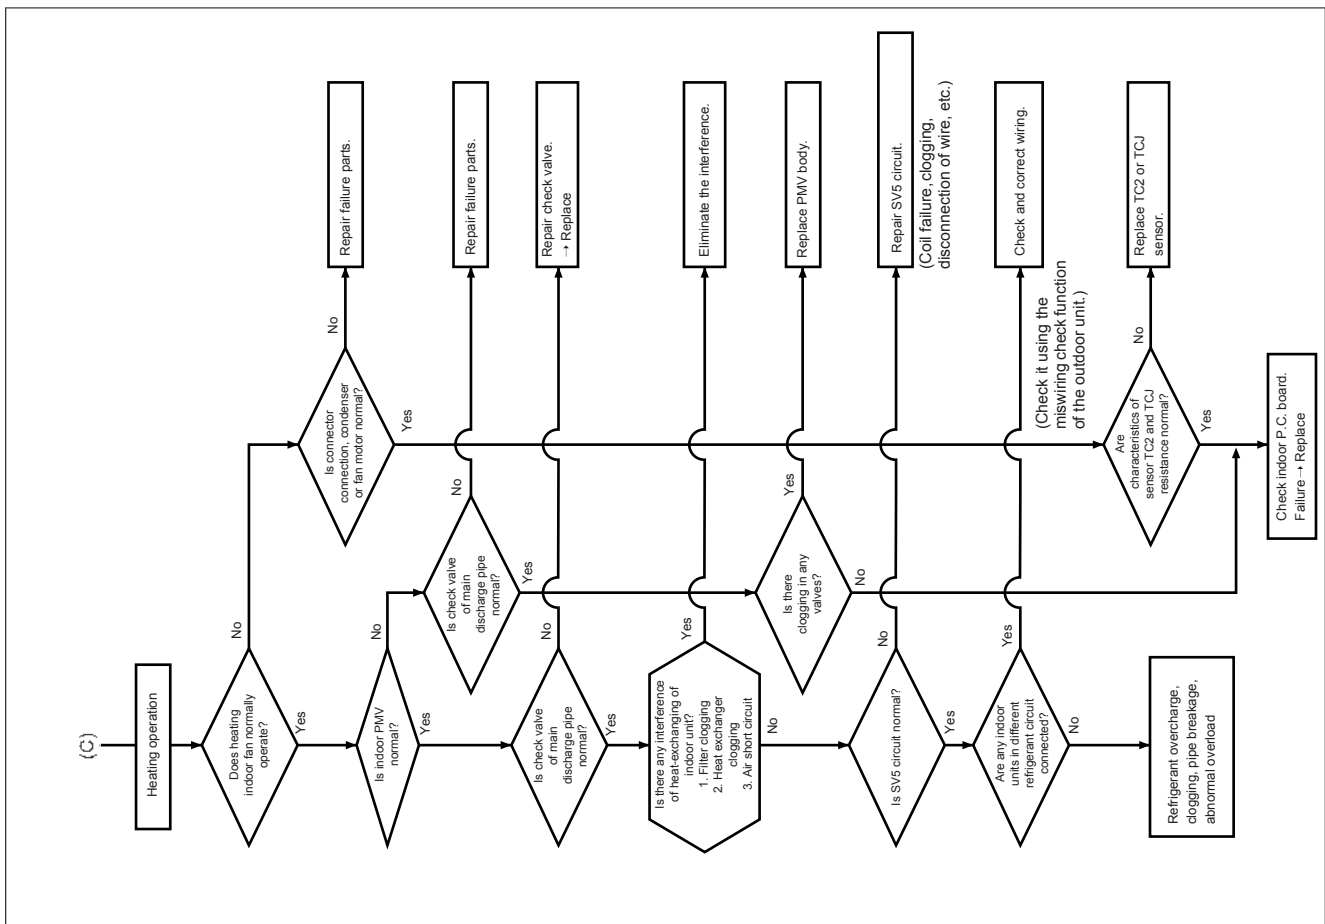 (C)
Heating operation
Does heating
indoor fan normally
operate?
No
Yes
Is connector
connection, condenser
or fan motor normal?
No
Repair failure parts.
Yes
Is indoor PMV
normal?
No
Yes
Is check valve
of main
discharge pipe
normal?
No
Repair failure parts.
Yes
Is check valve
of main
discharge pipe
normal?
No
Repair check valve.
→ Replace
Yes
Is there any interference
of heat-exchanging of
indoor unit?
1. Filter clogging
2. Heat exchanger
clogging
3. Air short circuit
Yes
Eliminate the interference.
No
Is there
clogging in any
valves?
Yes
Replace PMV body.
No
Is SV5 circuit normal?
No
Repair SV5 circuit.
(Coil failure, clogging,
disconnection of wire, etc.)
Yes
Are any indoor
units in different
refrigerant circuit
connected?
Yes
Check and correct wiring.
(Check it using the
miswiring check function
of the outdoor unit.)
No
Are
characteristics of
sensor TC2 and TCJ
resistance normal?
No
Replace TC2 or TCJ
sensor.
Yes
Refrigerant overcharge,
clogging, pipe breakage,
abnormal overload
Check indoor P.C. board.
Failure → Replace